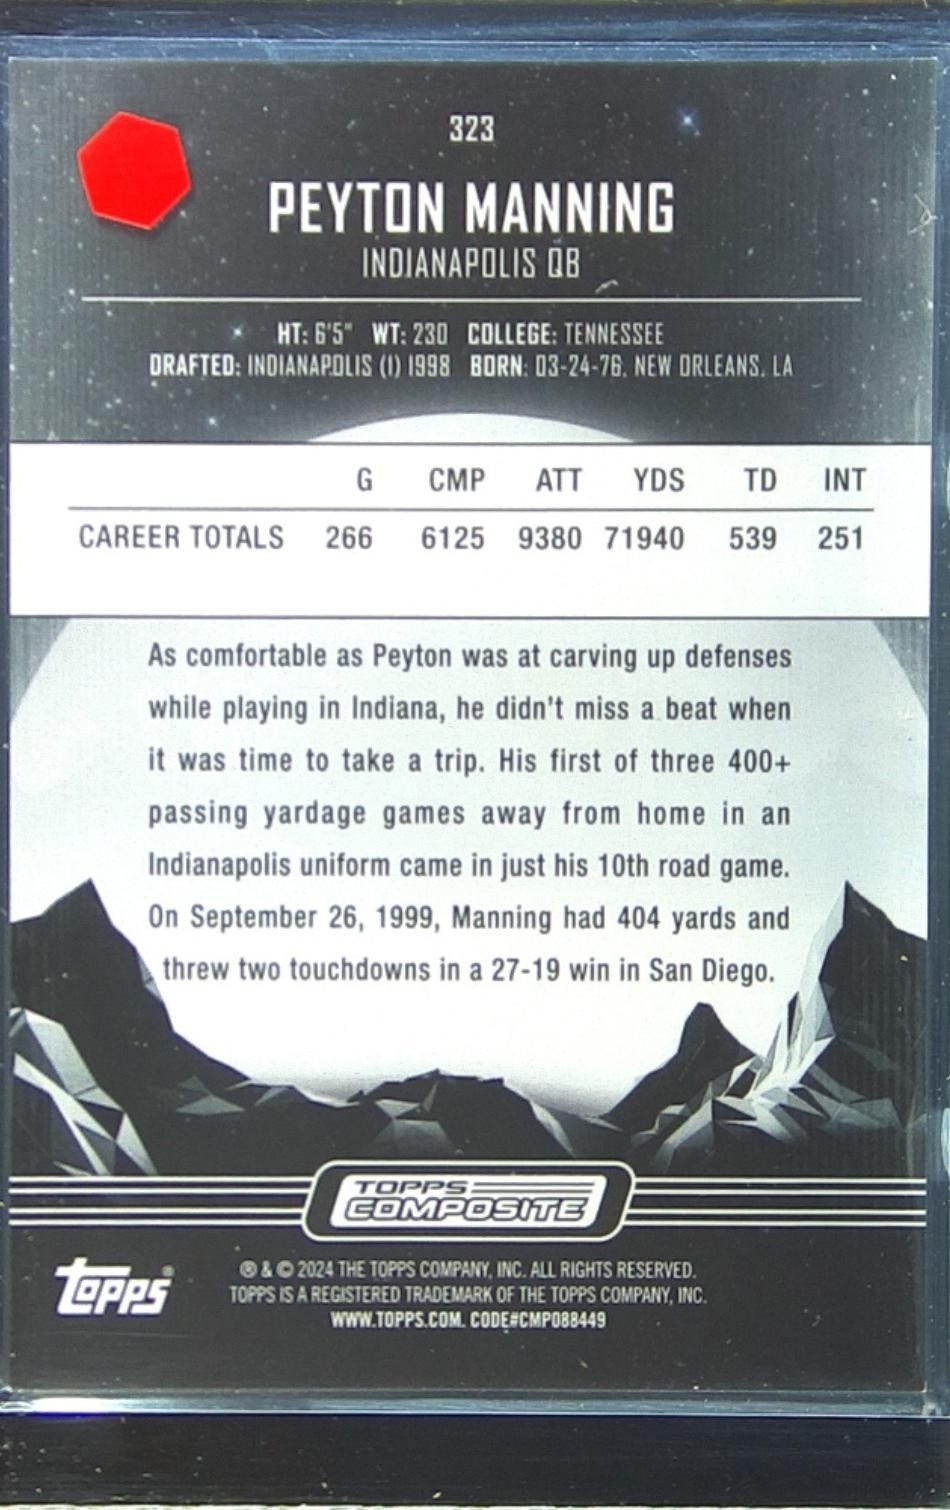 323
PEYTON MANNING
INDIANAPOLIS QB
HT: 6'5" WT: 230 COLLEGE: TENNESSEE
DRAFTED: INDIANAPOLIS (1) 1998 BORN: 03-24-76, NEW ORLEANS, LA
G CMP ATT YDS TD INT
CAREER TOTALS 266 6125 9380 71940 539 251
As comfortable as Peyton was at carving up defenses
while playing in Indiana, he didn't miss a beat when
it was time to take a trip. His first of three 400+
passing yardage games away from home in an
Indianapolis uniform came in just his 10th road game.
On September 26, 1999, Manning had 404 yards and
threw two touchdowns in a 27-19 win in San Diego.
TOPPS
COMPOSITE
Topps®
® & © 2024 THE TOPPS COMPANY, INC. ALL RIGHTS RESERVED.
TOPPS IS A REGISTERED TRADEMARK OF THE TOPPS COMPANY, INC.
WWW.TOPPS.COM. CODE#CMP088449